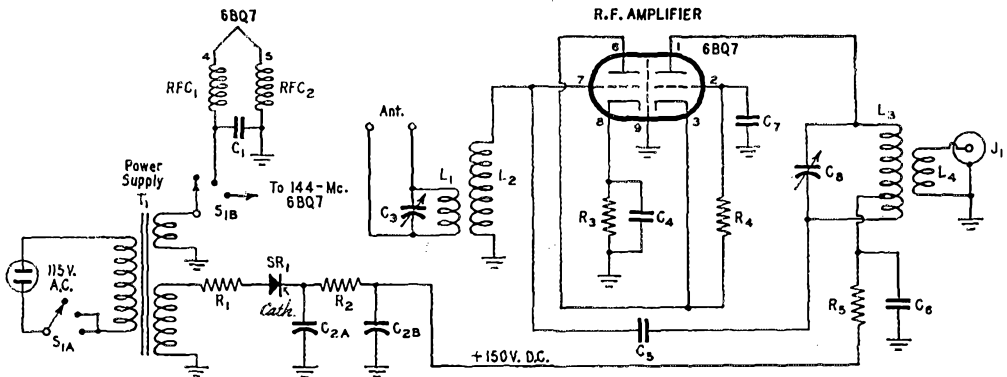 6BQ7
4
5
RFC1
RFC2
C1
Power
Supply
T1
S1B
To 144-Mc.
6BQ7
115V.
A.C.
S1A
R1
SR1
Cath.
R2
C2A
C2B
+150V. D.C.
Ant.
C3
L1
L2
R.F. AMPLIFIER
6BQ7
6
1
7
2
8
9
3
C7
R3
C4
R4
C5
C8
L3
L4
J1
R5
C6